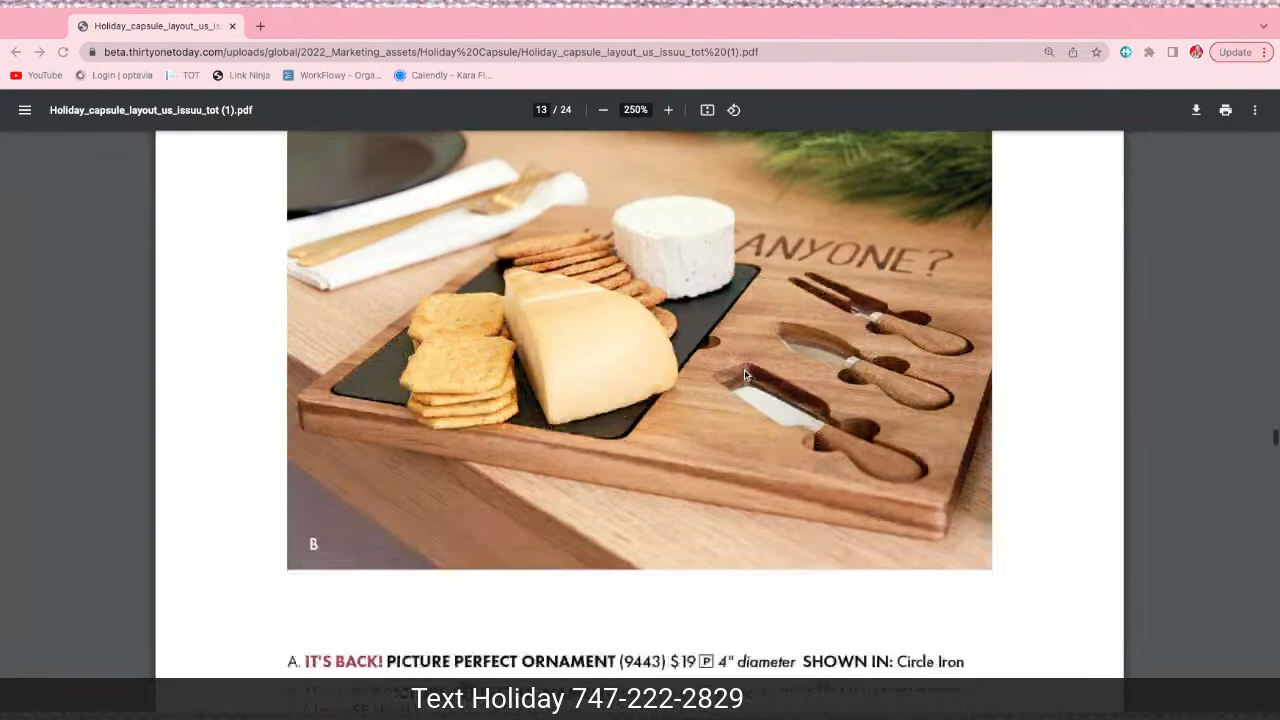 Holiday_capsule_layout_us_is
beta.thirtyonetoday.com/uploads/global/2022_Marketing_assets/Holiday%20Capsule/Holiday_capsule_layout_us_issuu_tot%20(1).pdf
Update
YouTube
Login | optavia
TOT
Link Ninja
WorkFlowy - Orga...
Calendly - Kara Fi...
Holiday_capsule_layout_us_issuu_tot (1).pdf
13 / 24
250%
ANYONE?
B
A. IT'S BACK! PICTURE PERFECT ORNAMENT (9443) $19 P 4" diameter SHOWN IN: Circle Iron
Text Holiday 747-222-2829